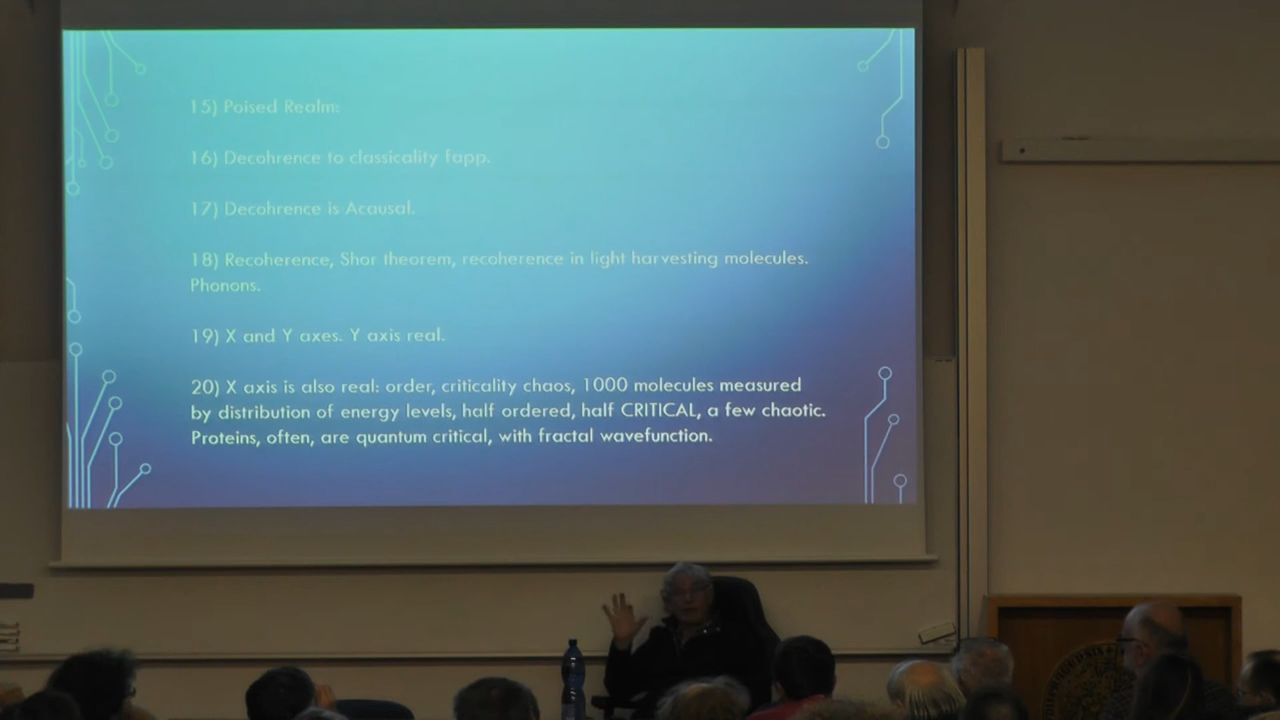 15) Poised Realm:
16) Decohrence to classicality fapp.
17) Decohrence is Acausal.
18) Recoherence, Shor theorem, recoherence in light harvesting molecules.
Phonons.
19) X and Y axes. Y axis real.
20) X axis is also real: order, criticality chaos, 1000 molecules measured
by distribution of energy levels, half ordered, half CRITICAL, a few chaotic.
Proteins, often, are quantum critical, with fractal wavefunction.